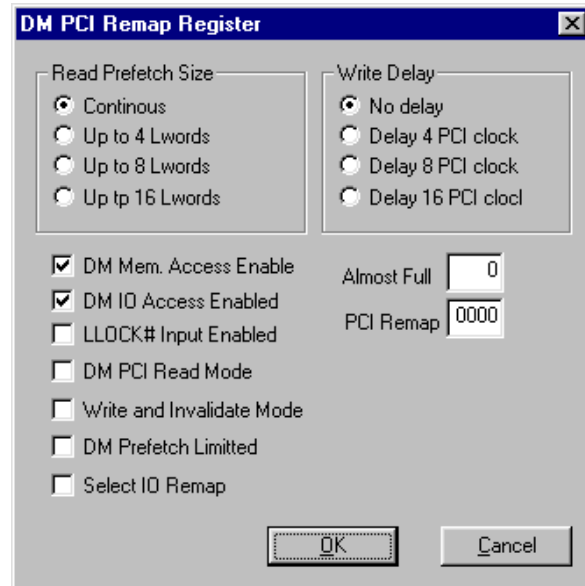 DM PCI Remap Register
Read Prefetch Size
Continous
Up to 4 Lwords
Up to 8 Lwords
Up tp 16 Lwords
Write Delay
No delay
Delay 4 PCI clock
Delay 8 PCI clock
Delay 16 PCI clocl
DM Mem. Access Enable
DM IO Access Enabled
LLOCK# Input Enabled
DM PCI Read Mode
Write and Invalidate Mode
DM Prefetch Limitted
Select IO Remap
Almost Full 0
PCI Remap 0000
OK
Cancel